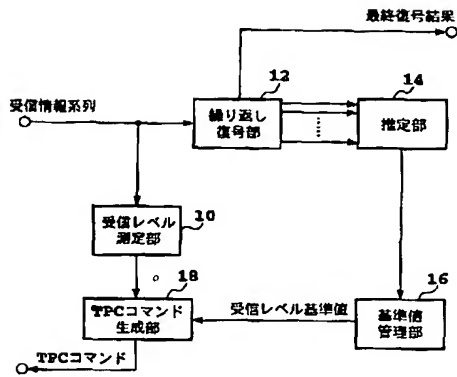 最終復号結果
12
14
受信情報系列
繰り返し
復号部
推定部
10
受信レベル
測定部
18
16
TPCコマンド
生成部
受信レベル基準値
基準値
管理部
TPCコマンド